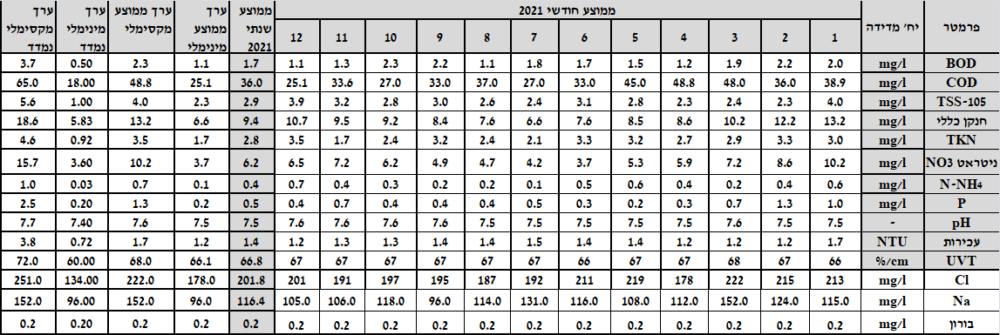 פרמטר יח' מדידה ממוצע חודשי 2021 ממוצע שנתי 2021 ערך ממוצע מינימלי ערך ממוצע מקסימלי ערך מינימלי נמדד ערך מקסימלי נמדד
1 2 3 4 5 6 7 8 9 10 11 12
BOD mg/l 2.0 2.2 1.9 1.2 1.5 1.7 1.8 1.1 2.2 2.3 1.3 1.1 1.7 1.1 2.3 0.50 3.7
COD mg/l 38.9 36.0 48.0 48.8 45.0 33.0 27.0 37.0 33.0 27.0 33.6 25.1 36.0 25.1 48.8 18.00 65.0
TSS-105 mg/l 4.0 2.3 2.4 2.3 2.8 3.1 2.4 2.6 3.0 2.8 3.2 3.9 2.9 2.3 4.0 1.00 5.6
חנקן כללי mg/l 13.2 12.2 10.2 8.6 8.5 7.6 6.6 7.6 8.4 9.2 9.5 10.7 9.4 6.6 13.2 5.83 18.6
TKN mg/l 3.0 3.3 2.9 2.7 3.2 3.3 2.1 2.4 3.2 2.4 1.7 3.5 2.8 1.7 3.5 0.92 4.6
ניטראט NO3 mg/l 10.2 8.6 7.2 5.9 5.3 3.7 4.2 4.7 4.9 6.2 7.2 6.5 6.2 3.7 10.2 3.60 15.7
N-NH4 mg/l 0.6 0.4 0.2 0.4 0.6 0.5 0.1 0.2 0.2 0.3 0.4 0.7 0.4 0.1 0.7 0.03 1.0
P mg/l 1.0 1.3 0.7 0.3 0.2 0.3 0.5 0.4 0.4 0.4 0.7 0.4 0.5 0.2 1.3 0.20 2.5
pH - 7.5 7.5 7.6 7.5 7.5 7.5 7.5 7.5 7.5 7.6 7.5 7.6 7.5 7.5 7.6 7.40 7.7
עכירות NTU 1.7 1.2 1.2 1.2 1.4 1.4 1.5 1.4 1.4 1.3 1.3 1.2 1.4 1.2 1.7 0.72 3.8
UVT %/cm 66 67 68 67 67 66 67 67 67 67 67 67 66.8 66.1 68.0 60.00 72.0
Cl mg/l 213 215 222 178 219 211 192 187 195 197 191 201 201.8 178.0 222.0 134.00 251.0
Na mg/l 115.0 124.0 152.0 112.0 108.0 116.0 131.0 114.0 96.0 118.0 106.0 105.0 116.4 96.0 152.0 96.00 152.0
בורון mg/l 0.2 0.2 0.2 0.2 0.2 0.2 0.2 0.2 0.2 0.2 0.2 0.2 0.2 0.2 0.2 0.20 0.2